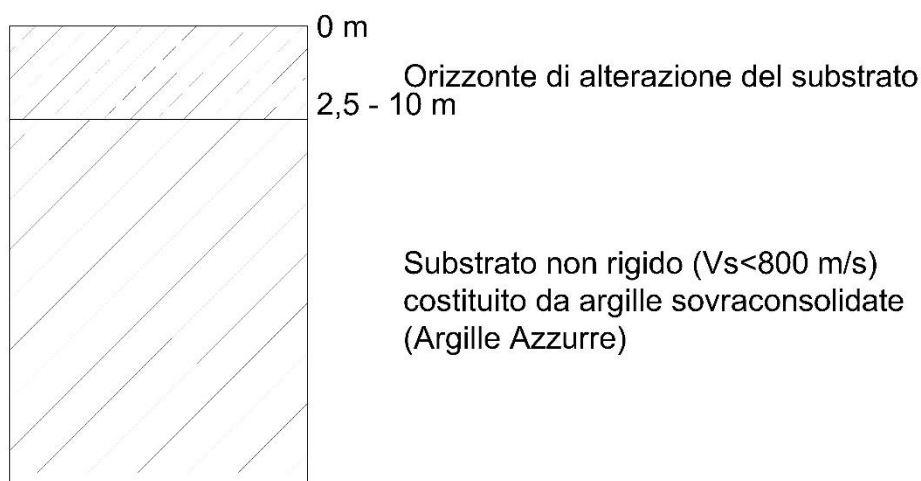 0 m
Orizzonte di alterazione del substrato
2,5 - 10 m
Substrato non rigido (Vs<800 m/s)
costituito da argille sovraconsolidate
(Argille Azzurre)